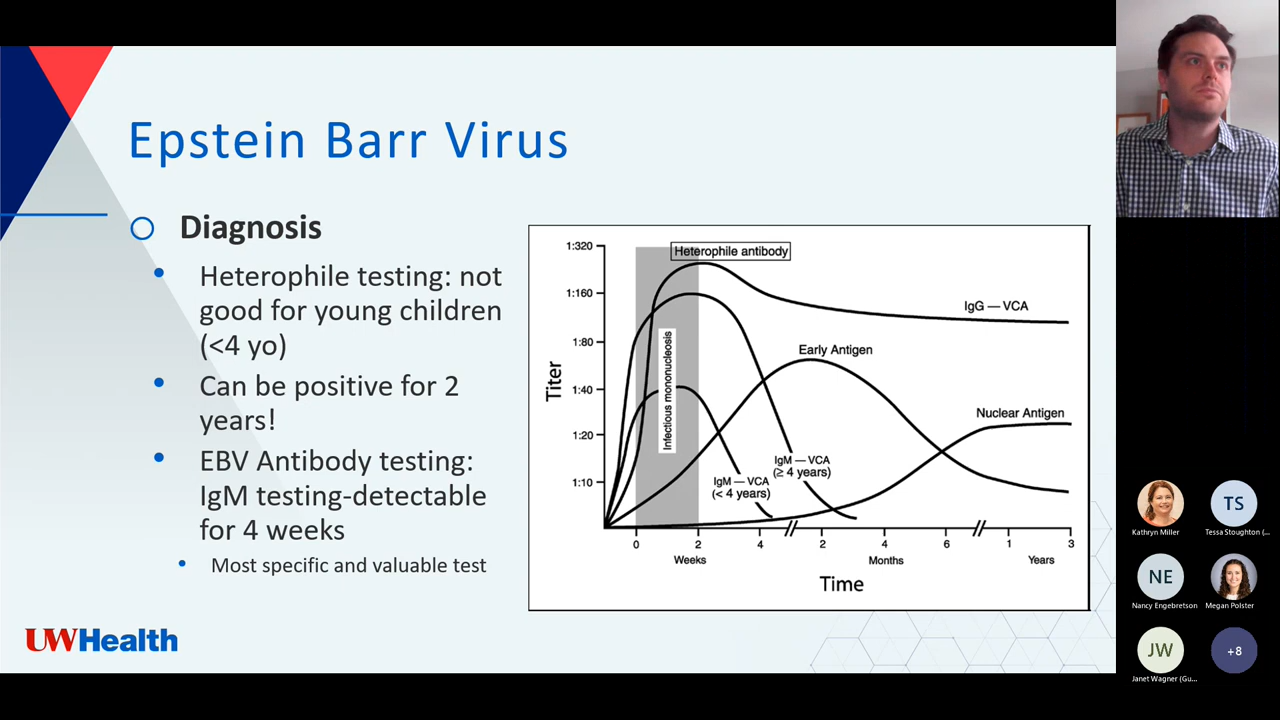 Epstein Barr Virus
Diagnosis
Heterophile testing: not
good for young children
(<4 yo)
Can be positive for 2
years!
EBV Antibody testing:
IgM testing-detectable
for 4 weeks
Most specific and valuable test
UWHealth
Titer
1:320
1:160
1:80
1:40
1:20
1:10
Heterophile antibody
Infectious mononucleosis
IgG — VCA
Early Antigen
Nuclear Antigen
IgM — VCA
(≥ 4 years)
IgM — VCA
(< 4 years)
0 2 4 2 4 6 1 3
Weeks Months Years
Time
Kathryn Miller
TS
Tessa Stoughton (...
NE
Nancy Engebretson
Megan Polster
JW
Janet Wagner (Gu...
+8